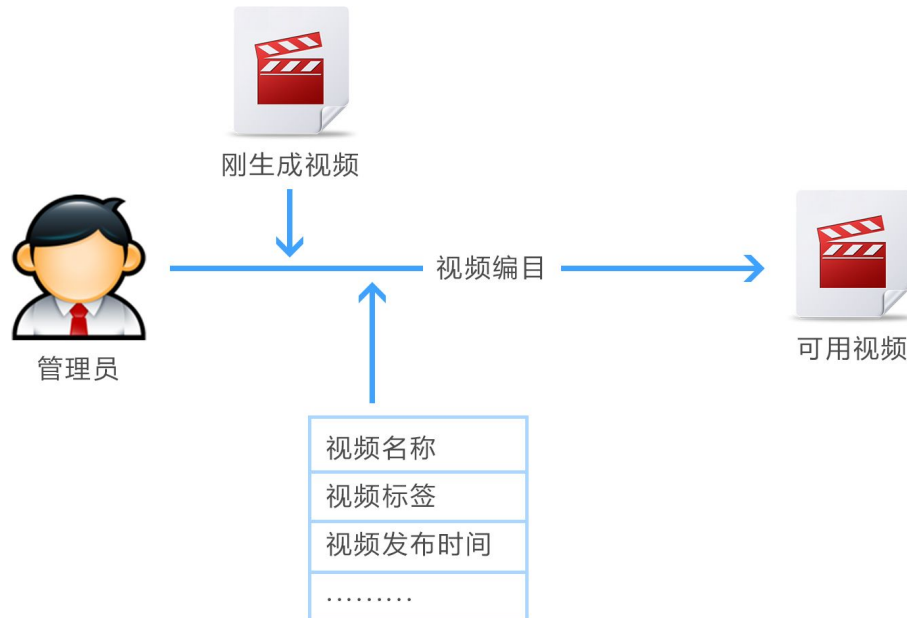 刚生成视频
视频编目
管理员
可用视频
视频名称
视频标签
视频发布时间
.........